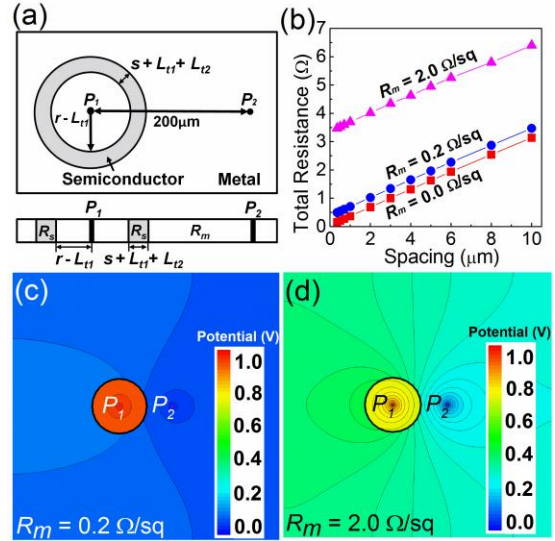 (a)
s + Lt1 + Lt2
P1
P2
r - Lt1
200μm
Semiconductor
Metal
P1
P2
Rs
Rs
Rm
r - Lt1
s + Lt1 + Lt2
(b)
Total Resistance (Ω)
7
6
5
4
3
2
1
0
Rm = 2.0 Ω/sq
Rm = 0.2 Ω/sq
Rm = 0.0 Ω/sq
0 2 4 6 8 10
Spacing (μm)
(c)
Potential (V)
1.0
0.8
0.6
0.4
0.2
0.0
P1
P2
Rm = 0.2 Ω/sq
(d)
Potential (V)
1.0
0.8
0.6
0.4
0.2
0.0
P1
P2
Rm = 2.0 Ω/sq